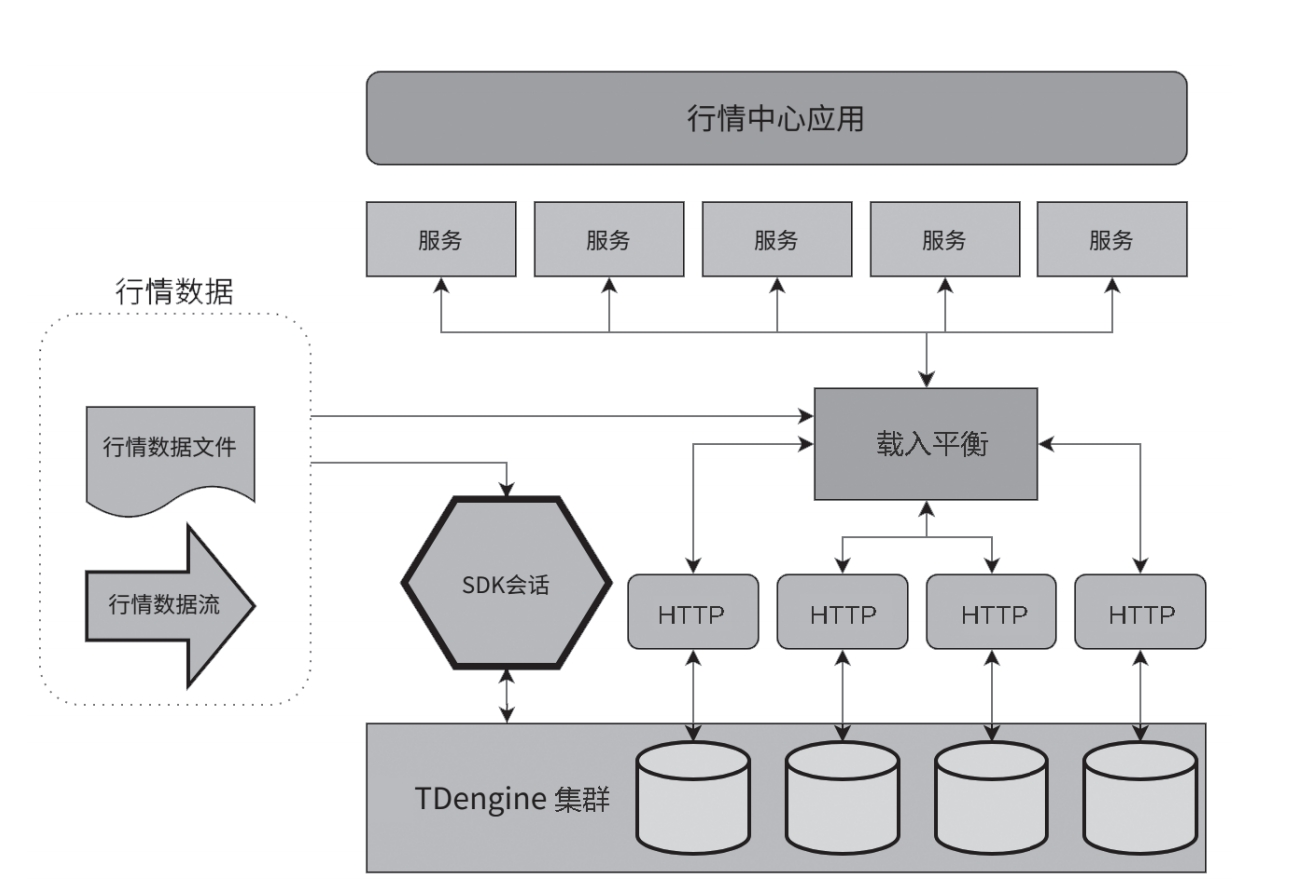 行情中心应用
服务 服务 服务 服务 服务
行情数据
行情数据文件
载入平衡
SDK会话
行情数据流
HTTP HTTP HTTP HTTP
TDengine 集群